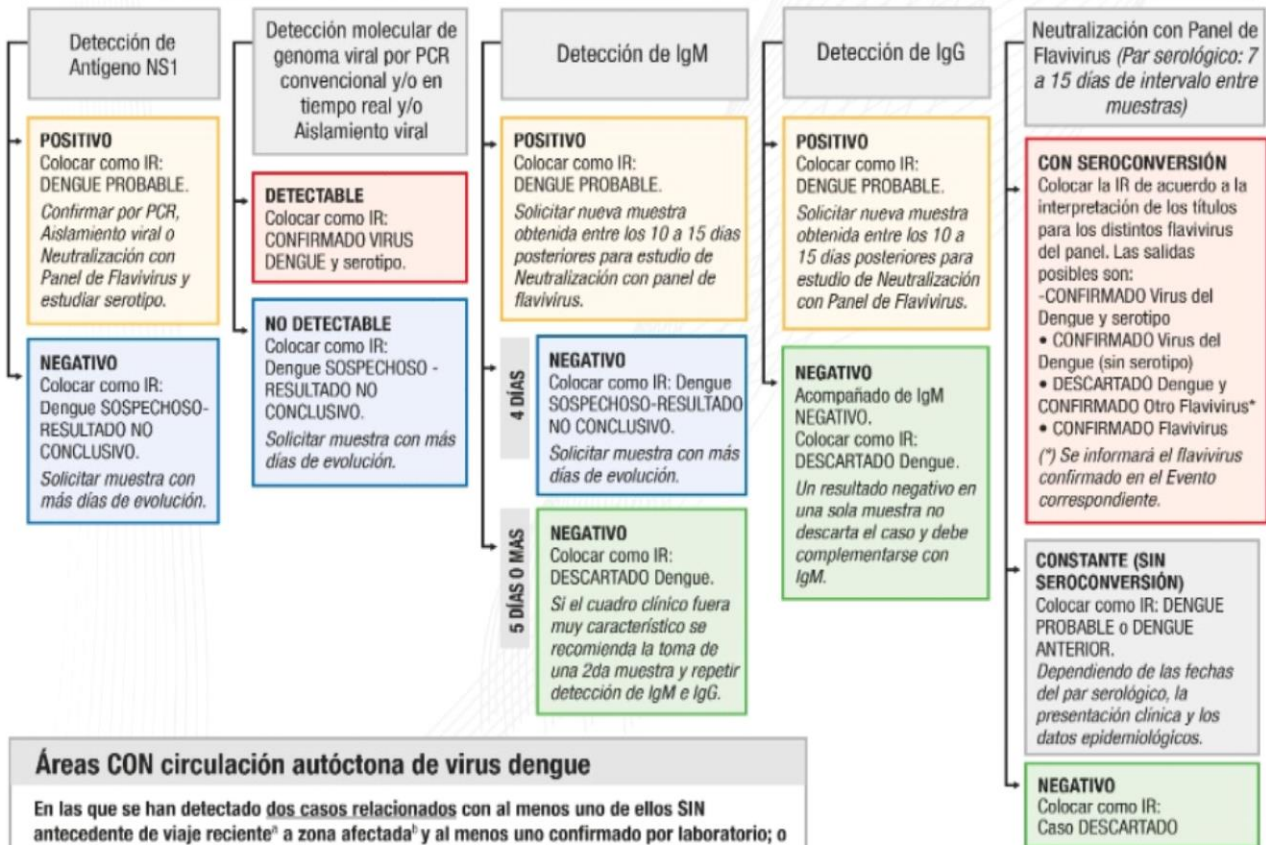 Detección de
Antígeno NS1
POSITIVO
Colocar como IR:
DENGUE PROBABLE.
Confirmar por PCR,
Aislamiento viral o
Neutralización con
Panel de Flavivirus y
estudiar serotipo.
NEGATIVO
Colocar como IR:
Dengue SOSPECHOSO-
RESULTADO NO
CONCLUSIVO.
Solicitar muestra con
más días de evolución.
Detección molecular de
genoma viral por PCR
convencional y/o en
tiempo real y/o
Aislamiento viral
DETECTABLE
Colocar como IR:
CONFIRMADO VIRUS
DENGUE y serotipo.
NO DETECTABLE
Colocar como IR:
Dengue SOSPECHOSO -
RESULTADO NO
CONCLUSIVO.
Solicitar muestra con más
días de evolución.
Detección de IgM
POSITIVO
Colocar como IR:
DENGUE PROBABLE.
Solicitar nueva muestra
obtenida entre los 10 a 15 días
posteriores para estudio de
Neutralización con panel de
flavivirus.
4 DÍAS
NEGATIVO
Colocar como IR: Dengue
SOSPECHOSO-RESULTADO
NO CONCLUSIVO.
Solicitar muestra con más
días de evolución.
5 DÍAS O MAS
NEGATIVO
Colocar como IR:
DESCARTADO Dengue.
Si el cuadro clínico fuera
muy característico se
recomienda la toma de
una 2da muestra y repetir
detección de IgM e IgG.
Detección de IgG
POSITIVO
Colocar como IR:
DENGUE PROBABLE.
Solicitar nueva muestra
obtenida entre los 10 a
15 días posteriores para
estudio de Neutralización
con Panel de Flavivirus.
NEGATIVO
Acompañado de IgM
NEGATIVO.
Colocar como IR:
DESCARTADO Dengue.
Un resultado negativo en
una sola muestra no
descarta el caso y debe
complementarse con
IgM.
Neutralización con Panel de
Flavivirus (Par serológico: 7
a 15 días de intervalo entre
muestras)
CON SEROCONVERSIÓN
Colocar la IR de acuerdo a la
interpretación de los títulos
para los distintos flavivirus
del panel. Las salidas
posibles son:
-CONFIRMADO Virus del
Dengue y serotipo
• CONFIRMADO Virus del
Dengue (sin serotipo)
• DESCARTADO Dengue y
CONFIRMADO Otro Flavivirus*
• CONFIRMADO Flavivirus
(*) Se informará el flavivirus
confirmado en el Evento
correspondiente.
CONSTANTE (SIN
SEROCONVERSIÓN)
Colocar como IR: DENGUE
PROBABLE o DENGUE
ANTERIOR.
Dependiendo de las fechas
del par serológico, la
presentación clínica y los
datos epidemiológicos.
NEGATIVO
Colocar como IR:
Caso DESCARTADO
Áreas CON circulación autóctona de virus dengue
En las que se han detectado dos casos relacionados con al menos uno de ellos SIN
antecedente de viaje recienteª a zona afectadaᵇ y al menos uno confirmado por laboratorio; o